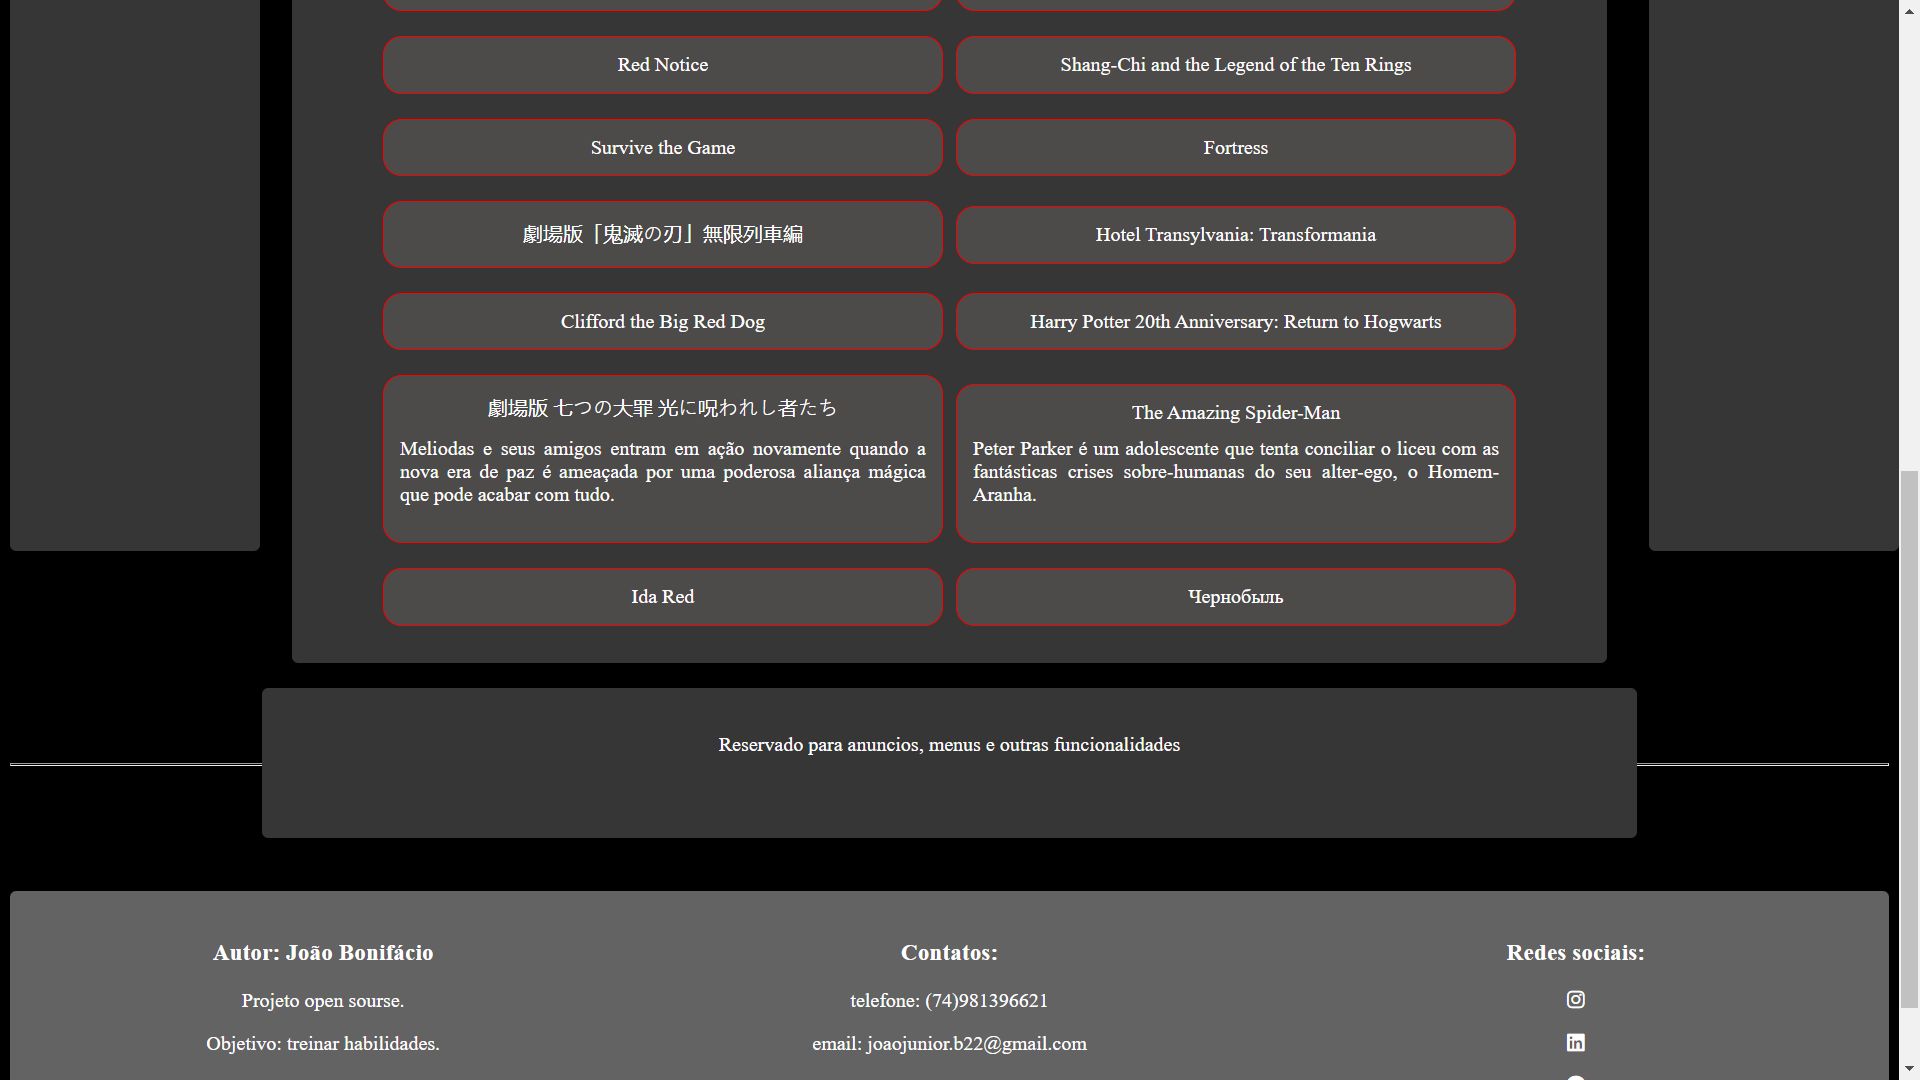 Red Notice
Shang-Chi and the Legend of the Ten Rings
Survive the Game
Fortress
劇場版「鬼滅の刃」無限列車編
Hotel Transylvania: Transformania
Clifford the Big Red Dog
Harry Potter 20th Anniversary: Return to Hogwarts
劇場版 七つの大罪 光に呪われし者たち
Meliodas e seus amigos entram em ação novamente quando a
nova era de paz é ameaçada por uma poderosa aliança mágica
que pode acabar com tudo.
The Amazing Spider-Man
Peter Parker é um adolescente que tenta conciliar o liceu com as
fantásticas crises sobre-humanas do seu alter-ego, o Homem-
Aranha.
Ida Red
Чернобыль
Reservado para anuncios, menus e outras funcionalidades
Autor: João Bonifácio
Projeto open sourse.
Objetivo: treinar habilidades.
Contatos:
telefone: (74)981396621
email: joaojunior.b22@gmail.com
Redes sociais: